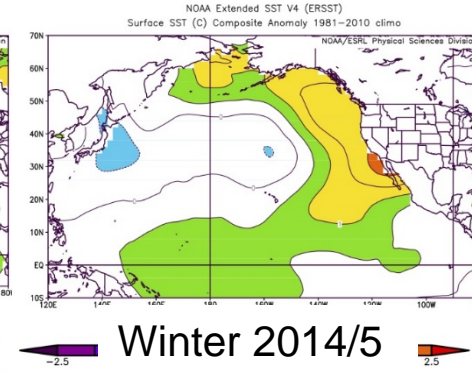 NOAA Extended SST V4 (ERSST)
Surface SST (C) Composite Anomaly 1981-2010 climo
NOAA/ESRL Physical Sciences Divis
70N
60N
50N
40N
30N
20N
10N
EQ
10S
120E 140E 160E 180 160W 140W 120W 100W
Winter 2014/5
-2.5 2.5